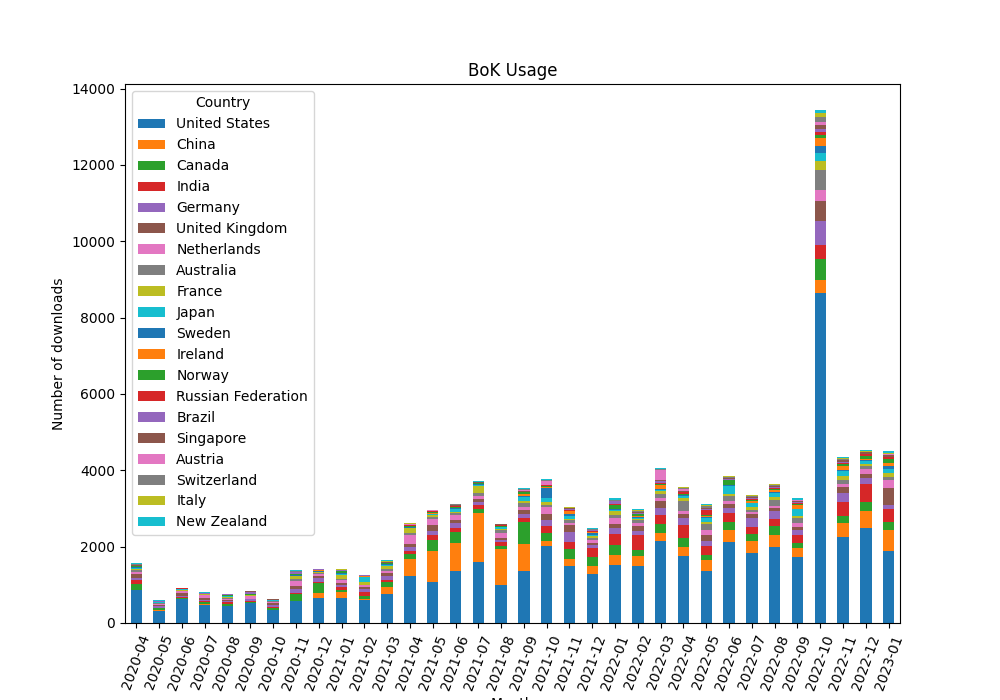 BoK Usage
Number of downloads
14000
12000
10000
8000
6000
4000
2000
0
Country
United States
China
Canada
India
Germany
United Kingdom
Netherlands
Australia
France
Japan
Sweden
Ireland
Norway
Russian Federation
Brazil
Singapore
Austria
Switzerland
Italy
New Zealand
2020-04
2020-05
2020-06
2020-07
2020-08
2020-09
2020-10
2020-11
2020-12
2021-01
2021-02
2021-03
2021-04
2021-05
2021-06
2021-07
2021-08
2021-09
2021-10
2021-11
2021-12
2022-01
2022-02
2022-03
2022-04
2022-05
2022-06
2022-07
2022-08
2022-09
2022-10
2022-11
2022-12
2023-01